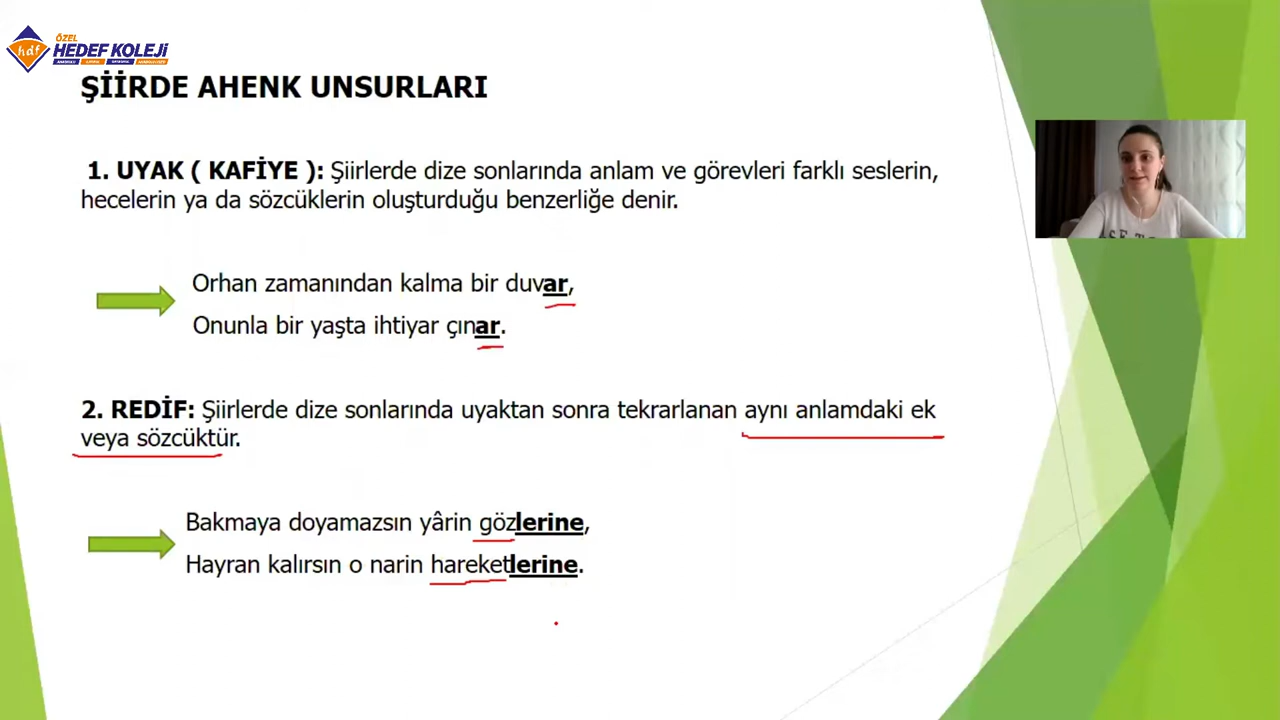 ÖZEL
hdf HEDEF KOLEJİ
ŞİİRDE AHENK UNSURLARI
1. UYAK ( KAFİYE ): Şiirlerde dize sonlarında anlam ve görevleri farklı seslerin,
hecelerin ya da sözcüklerin oluşturduğu benzerliğe denir.
Orhan zamanından kalma bir duvar,
Onunla bir yaşta ihtiyar çınar.
2. REDİF: Şiirlerde dize sonlarında uyaktan sonra tekrarlanan aynı anlamdaki ek
veya sözcüktür.
Bakmaya doyamazsın yârin gözlerine,
Hayran kalırsın o narin hareketlerine.